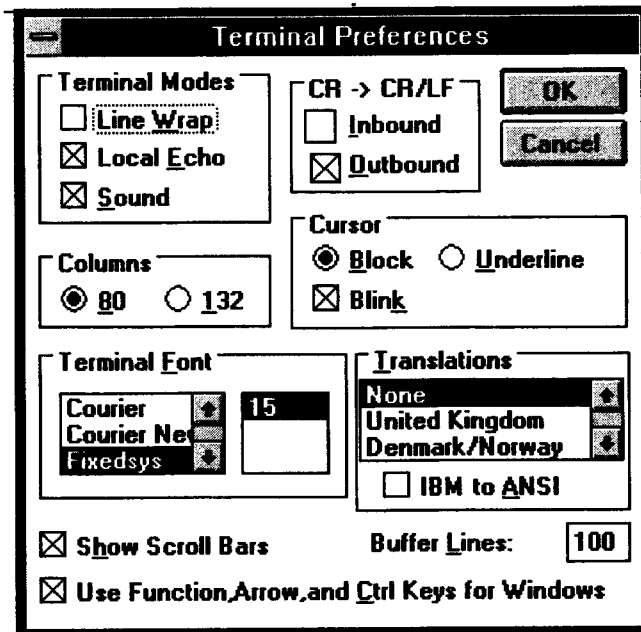 Terminal Preferences
Terminal Modes
Line Wrap
Local Echo
Sound
CR -> CR/LF
Inbound
Outbound
OK
Cancel
Columns
80 132
Cursor
Block Underline
Blink
Terminal Font
Courier
Courier Ne
Fixedsys
15
Translations
None
United Kingdom
Denmark/Norway
IBM to ANSI
Show Scroll Bars
Buffer Lines: 100
Use Function,Arrow,and Ctrl Keys for Windows